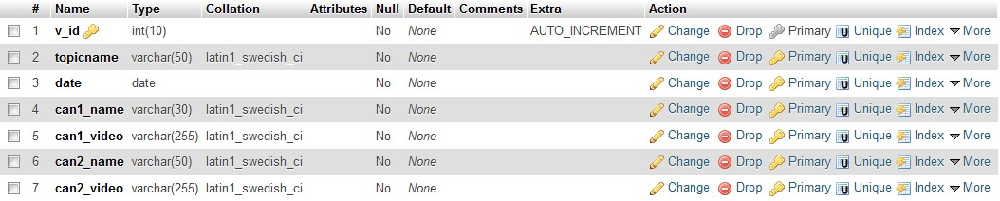 # Name Type Collation Attributes Null Default Comments Extra Action
1 v_id int(10) No None AUTO_INCREMENT Change Drop Primary U Unique Index More
2 topicname varchar(50) latin1_swedish_ci No None Change Drop Primary U Unique Index More
3 date date No None Change Drop Primary U Unique Index More
4 can1_name varchar(30) latin1_swedish_ci No None Change Drop Primary U Unique Index More
5 can1_video varchar(255) latin1_swedish_ci No None Change Drop Primary U Unique Index More
6 can2_name varchar(50) latin1_swedish_ci No None Change Drop Primary U Unique Index More
7 can2_video varchar(255) latin1_swedish_ci No None Change Drop Primary U Unique Index More